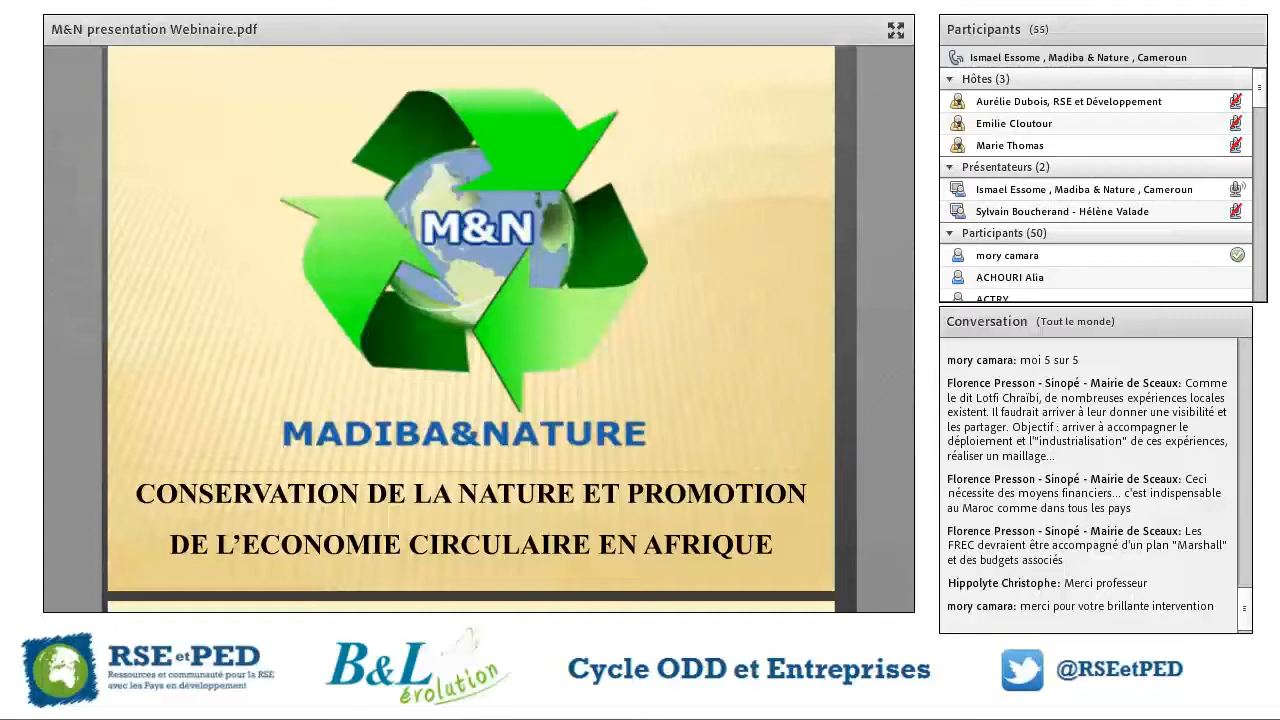 M&N presentation Webinaire.pdf
M&N
MADIBA&NATURE
CONSERVATION DE LA NATURE ET PROMOTION
DE L’ECONOMIE CIRCULAIRE EN AFRIQUE
Participants (55)
Ismael Essome , Madiba & Nature , Cameroun
Hôtes (3)
Aurélie Dubois, RSE et Développement
Emilie Cloutour
Marie Thomas
Présentateurs (2)
Ismael Essome , Madiba & Nature , Cameroun
Sylvain Boucherand - Hélène Valade
Participants (50)
mory camara
ACHOURI Alia
ACTRY
Conversation (Tout le monde)
mory camara: moi 5 sur 5
Florence Presson - Sinopé - Mairie de Sceaux: Comme
le dit Lotfi Chraibi, de nombreuses expériences locales
existent. Il faudrait arriver à leur donner une visibilité et
les partager. Objectif : arriver à accompagner le
déploiement et l'"industrialisation" de ces expériences,
réaliser un maillage...
Florence Presson - Sinopé - Mairie de Sceaux: Ceci
nécessite des moyens financiers... c'est indispensable
au Maroc comme dans tous les pays
Florence Presson - Sinopé - Mairie de Sceaux: Les
FREC devraient être accompagné d'un plan "Marshall"
et des budgets associés
Hippolyte Christophe: Merci professeur
mory camara: merci pour votre brillante intervention
RSE et PED
Ressources et communauté pour la RSE
avec les Pays en développement
B&L
évolution
Cycle ODD et Entreprises
@RSEetPED